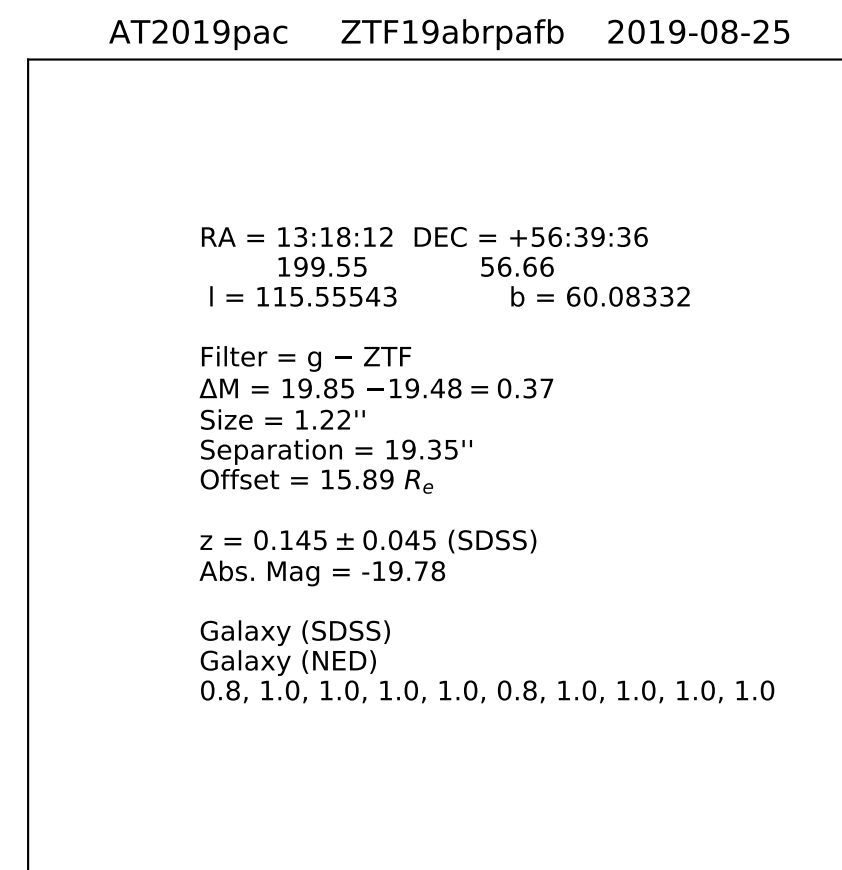 AT2019pac ZTF19abrpafb 2019-08-25
RA = 13:18:12 DEC = +56:39:36
199.55 56.66
l = 115.55543 b = 60.08332
Filter = g − ZTF
ΔM = 19.85 −19.48 = 0.37
Size = 1.22''
Separation = 19.35''
Offset = 15.89 Re
z = 0.145 ± 0.045 (SDSS)
Abs. Mag = -19.78
Galaxy (SDSS)
Galaxy (NED)
0.8, 1.0, 1.0, 1.0, 1.0, 0.8, 1.0, 1.0, 1.0, 1.0